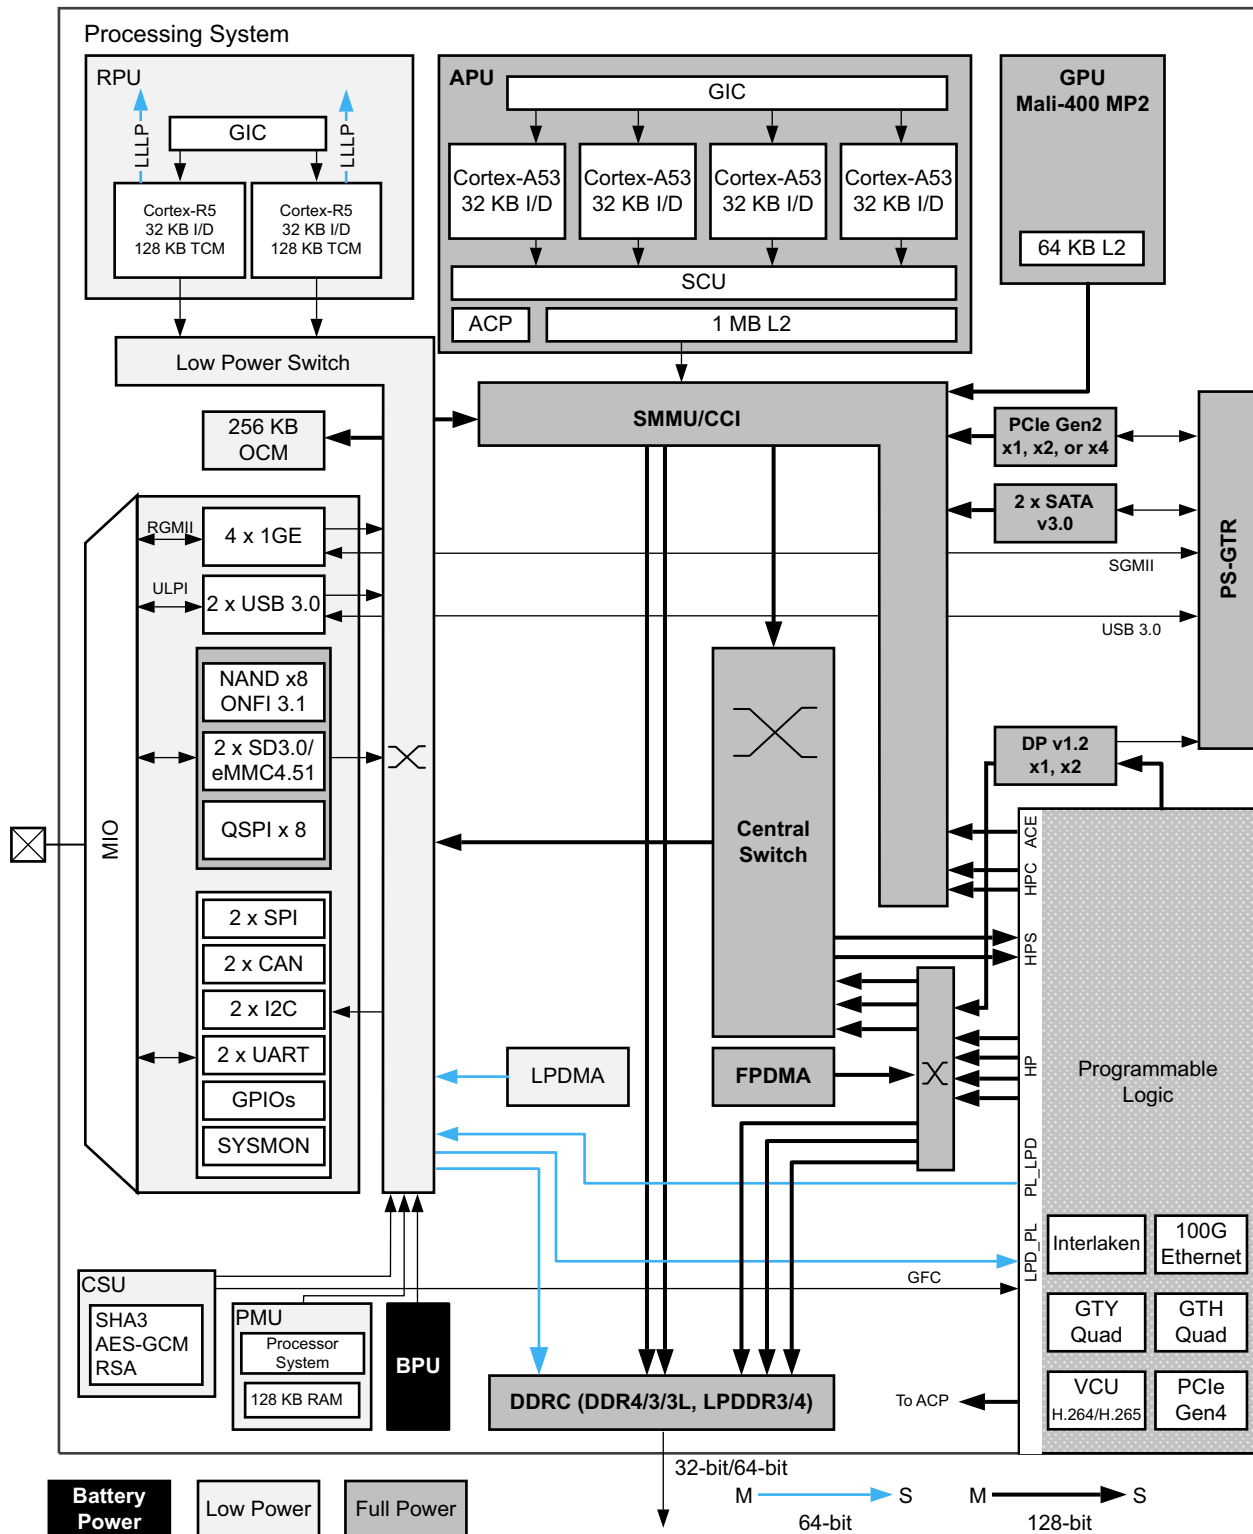 Processing System
RPU
LLLP
GIC
LLLP
Cortex-R5
32 KB I/D
128 KB TCM
Cortex-R5
32 KB I/D
128 KB TCM
APU
GIC
Cortex-A53
32 KB I/D
Cortex-A53
32 KB I/D
Cortex-A53
32 KB I/D
Cortex-A53
32 KB I/D
SCU
ACP
1 MB L2
GPU
Mali-400 MP2
64 KB L2
Low Power Switch
256 KB
OCM
SMMU/CCI
PCIe Gen2
x1, x2, or x4
2 x SATA
v3.0
PS-GTR
SGMII
USB 3.0
MIO
RGMII
4 x 1GE
ULPI
2 x USB 3.0
NAND x8
ONFI 3.1
2 x SD3.0/
eMMC4.51
QSPI x 8
2 x SPI
2 x CAN
2 x I2C
2 x UART
GPIOs
SYSMON
Central
Switch
DP v1.2
x1, x2
LPDMA
FPDMA
ACE
HPC
HPS
HP
PL_LPD
LPD_PL
Programmable
Logic
Interlaken
100G
Ethernet
GTY
Quad
GTH
Quad
VCU
H.264/H.265
PCIe
Gen4
GFC
To ACP
CSU
SHA3
AES-GCM
RSA
PMU
Processor
System
128 KB RAM
BPU
DDRC (DDR4/3/3L, LPDDR3/4)
32-bit/64-bit
Battery
Power
Low Power
Full Power
M
S
64-bit
M
S
128-bit